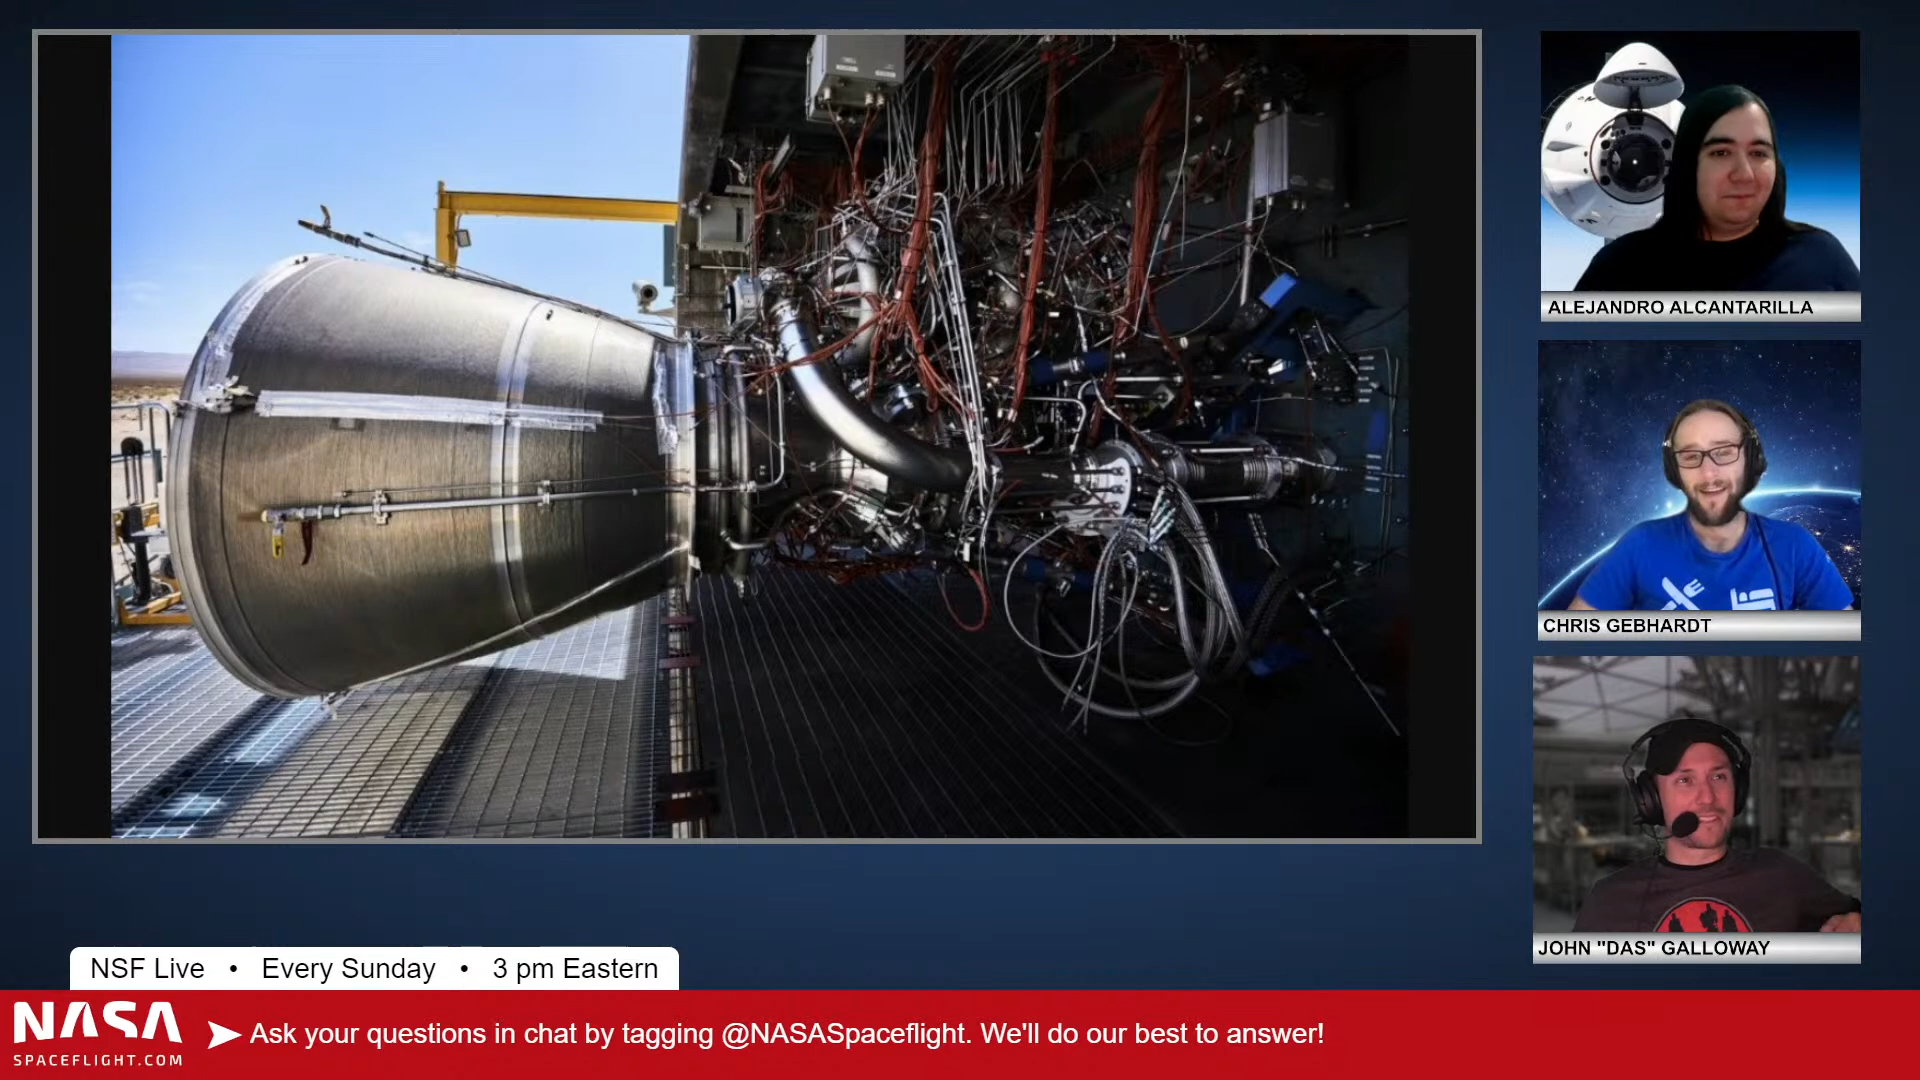 ALEJANDRO ALCANTARILLA
CHRIS GEBHARDT
JOHN "DAS" GALLOWAY
NSF Live • Every Sunday • 3 pm Eastern
NASA
SPACEFLIGHT.COM
Ask your questions in chat by tagging @NASASpaceflight. We'll do our best to answer!